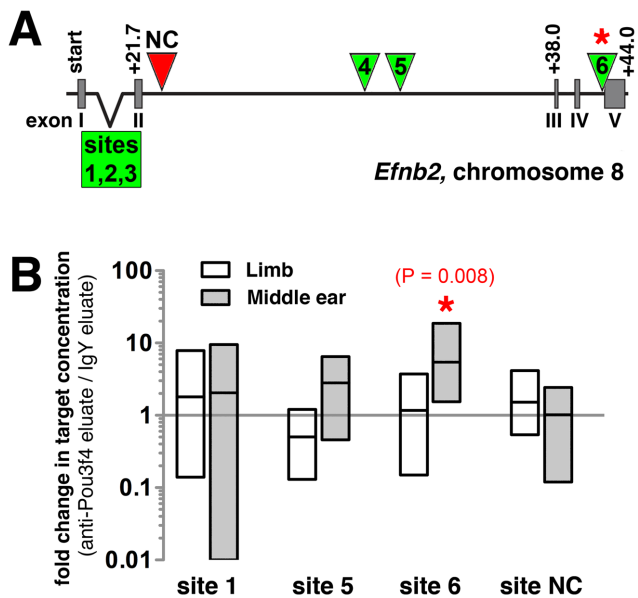 A
start
+21.7
NC
4
5
+38.0
*
6
+44.0
exon I II III IV V
sites
1,2,3
Efnb2, chromosome 8
B
fold change in target concentration
(anti-Pou3f4 eluate / IgY eluate)
100
10
1
0.1
0.01
Limb
Middle ear
(P = 0.008)
*
site 1 site 5 site 6 site NC